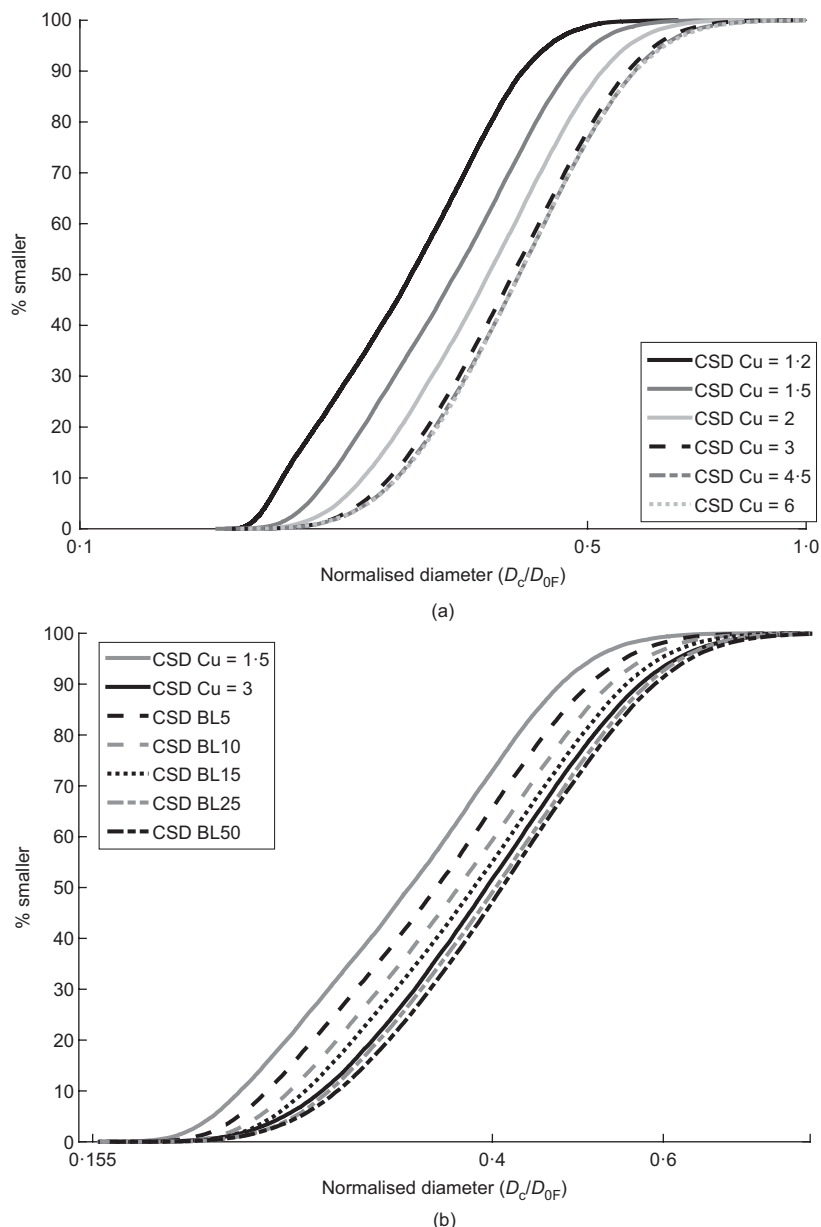 100
90
80
70
60
50
40
30
20
10
0
% smaller
0·1
0·5
1·0
Normalised diameter (Dc/D0F)
CSD Cu = 1·2
CSD Cu = 1·5
CSD Cu = 2
CSD Cu = 3
CSD Cu = 4·5
CSD Cu = 6
(a)
100
90
80
70
60
50
40
30
20
10
0
% smaller
CSD Cu = 1·5
CSD Cu = 3
CSD BL5
CSD BL10
CSD BL15
CSD BL25
CSD BL50
0·155
0·4
0·6
Normalised diameter (Dc/D0F)
(b)